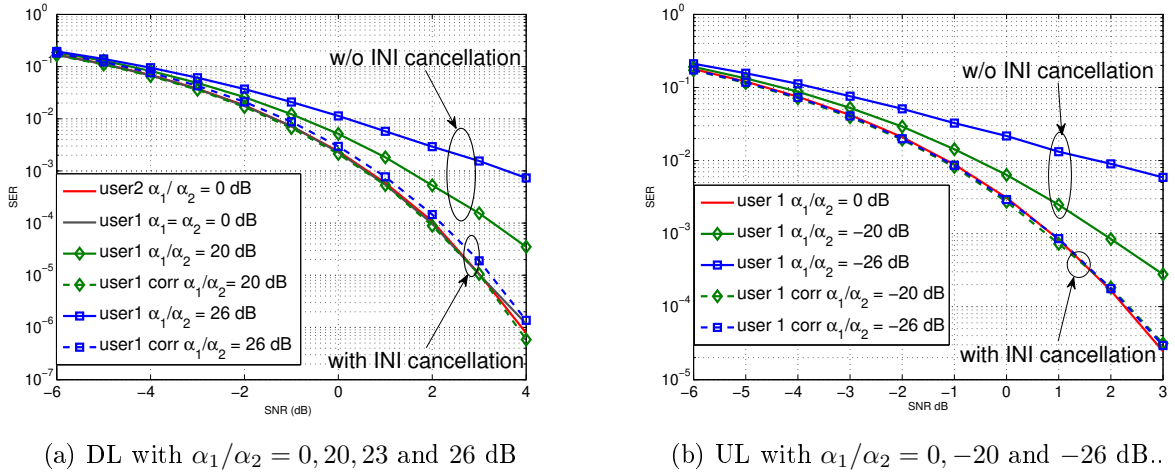 10^0
10^-1
10^-2
10^-3
10^-4
10^-5
10^-6
10^-7
SER
w/o INI cancellation
user2 α1/ α2 = 0 dB
user1 α1= α2 = 0 dB
user1 α1/α2 = 20 dB
user1 corr α1/α2= 20 dB
user1 α1/α2 = 26 dB
user1 corr α1/α2 = 26 dB
with INI cancellation
−6 −4 −2 0 2 4
SNR (dB)
(a) DL with α1/α2 = 0, 20, 23 and 26 dB
10^0
10^-1
10^-2
10^-3
10^-4
10^-5
SER
w/o INI cancellation
user 1 α1/α2 = 0 dB
user 1 α1/α2 = −20 dB
user 1 α1/α2 = −26 dB
user 1 corr α1/α2 = −20 dB
user 1 corr α1/α2 = −26 dB
with INI cancellation
−6 −5 −4 −3 −2 −1 0 1 2 3
SNR dB
(b) UL with α1/α2 = 0, −20 and −26 dB..